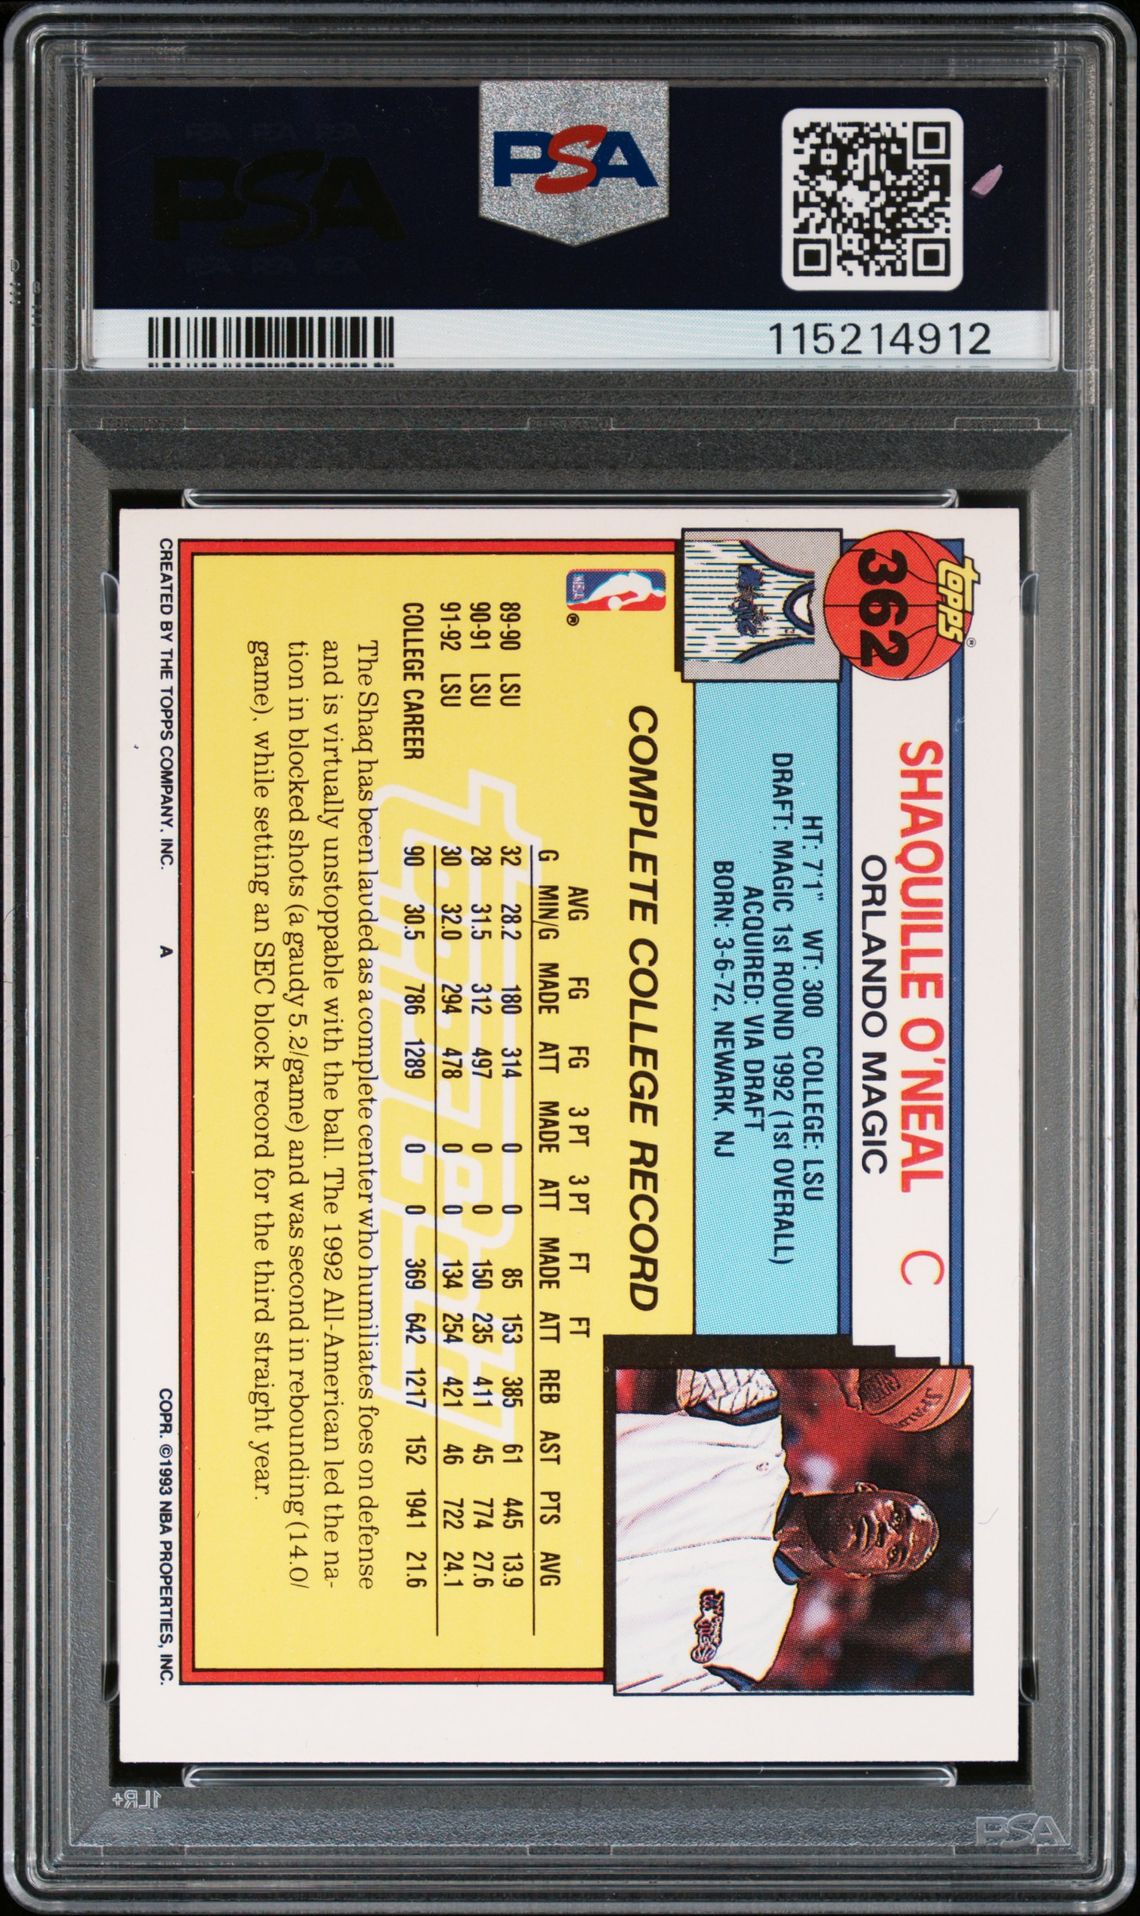 PSA
PSA
115214912
topps®
362
SHAQUILLE O'NEAL C
ORLANDO MAGIC
HT: 7'1" WT: 300 COLLEGE: LSU
DRAFT: MAGIC 1st ROUND 1992 (1st OVERALL)
ACQUIRED: VIA DRAFT
BORN: 3-6-72, NEWARK, NJ
COMPLETE COLLEGE RECORD
NBA ®
AVG FG FG 3 PT 3 PT FT FT
G MIN/G MADE ATT MADE ATT MADE ATT REB AST PTS AVG
89-90 LSU 32 28.2 180 314 0 0 85 153 385 61 445 13.9
90-91 LSU 28 31.5 312 497 0 0 150 235 411 45 774 27.6
91-92 LSU 30 32.0 294 478 0 0 134 254 421 46 722 24.1
COLLEGE CAREER 90 30.5 786 1289 0 0 369 642 1217 152 1941 21.6
The Shaq has been lauded as a complete center who humiliates foes on defense
and is virtually unstoppable with the ball. The 1992 All-American led the na-
tion in blocked shots (a gaudy 5.2/game) and was second in rebounding (14.0/
game), while setting an SEC block record for the third straight year.
CREATED BY THE TOPPS COMPANY, INC. A COPR. ©1993 NBA PROPERTIES, INC.
1LR+
PSA